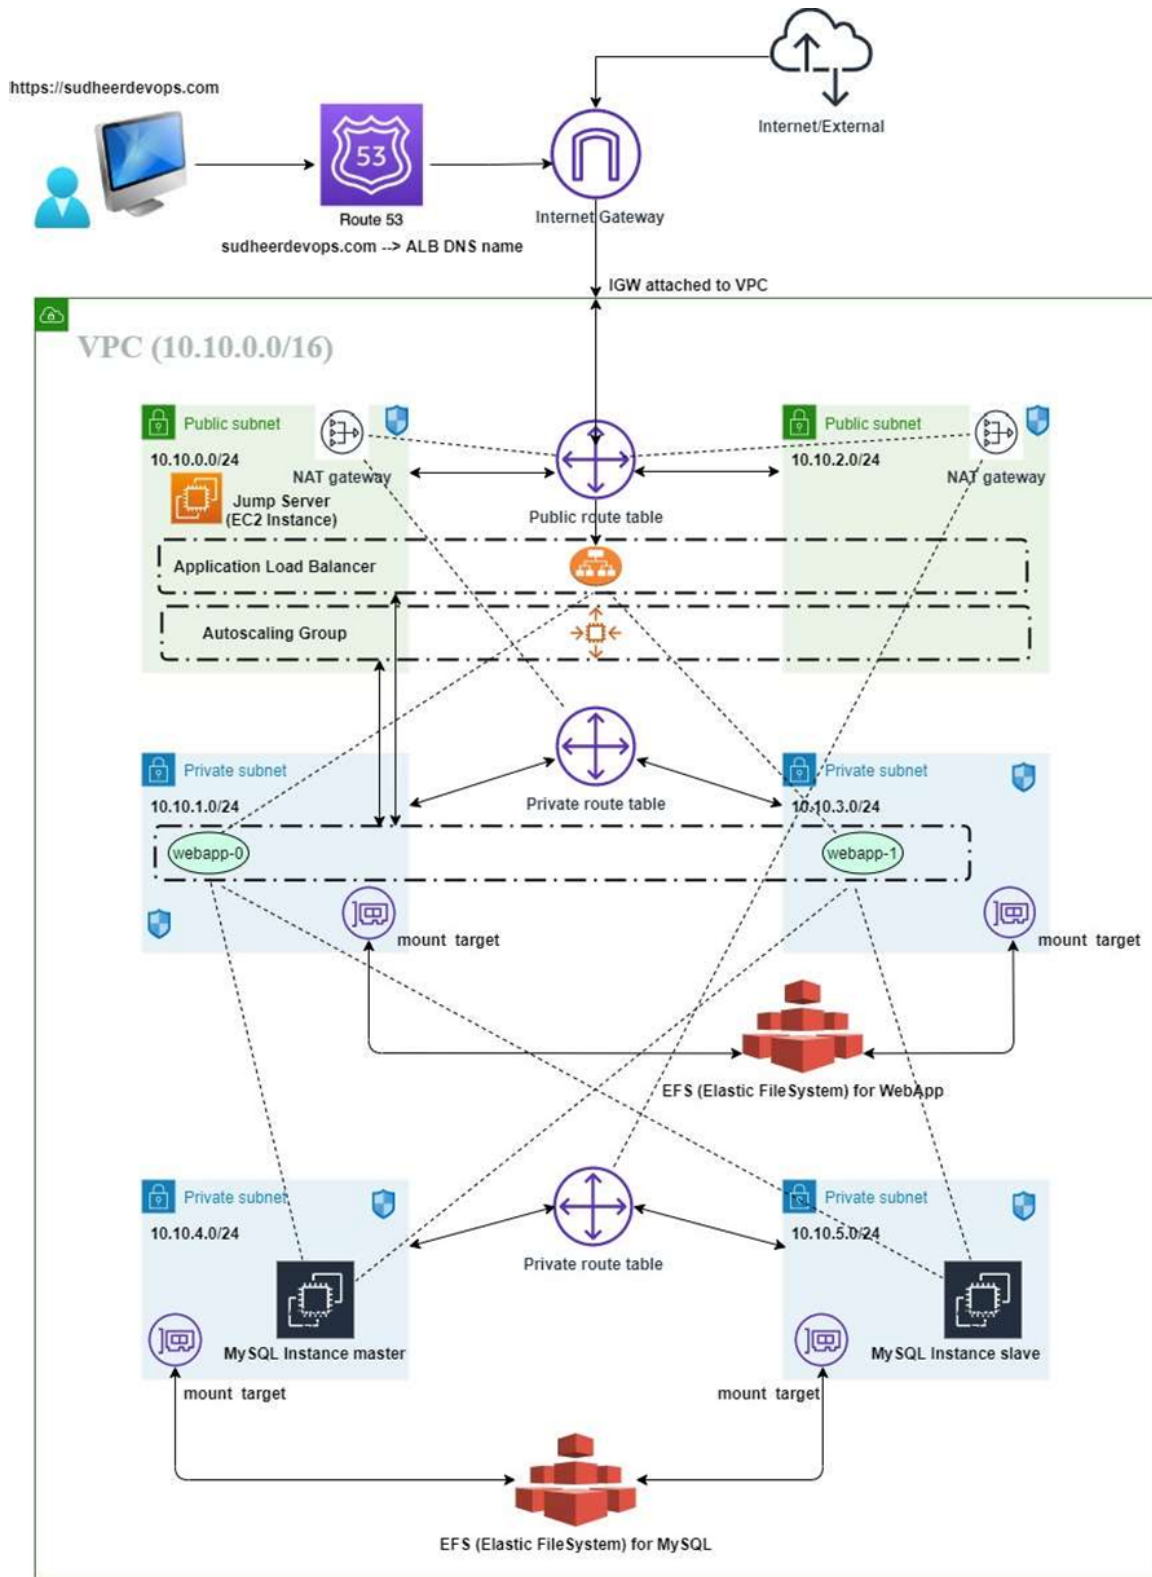 https://sudheerdevops.com
53
Route 53
sudheerdevops.com --> ALB DNS name
Internet Gateway
Internet/External
IGW attached to VPC
VPC (10.10.0.0/16)
Public subnet
10.10.0.0/24
NAT gateway
Jump Server
(EC2 Instance)
Public route table
Public subnet
10.10.2.0/24
NAT gateway
Application Load Balancer
Autoscaling Group
Private subnet
10.10.1.0/24
Private route table
Private subnet
10.10.3.0/24
webapp-0
webapp-1
mount target
mount target
EFS (Elastic FileSystem) for WebApp
Private subnet
10.10.4.0/24
Private route table
Private subnet
10.10.5.0/24
MySQL Instance master
MySQL Instance slave
mount target
mount target
EFS (Elastic FileSystem) for MySQL